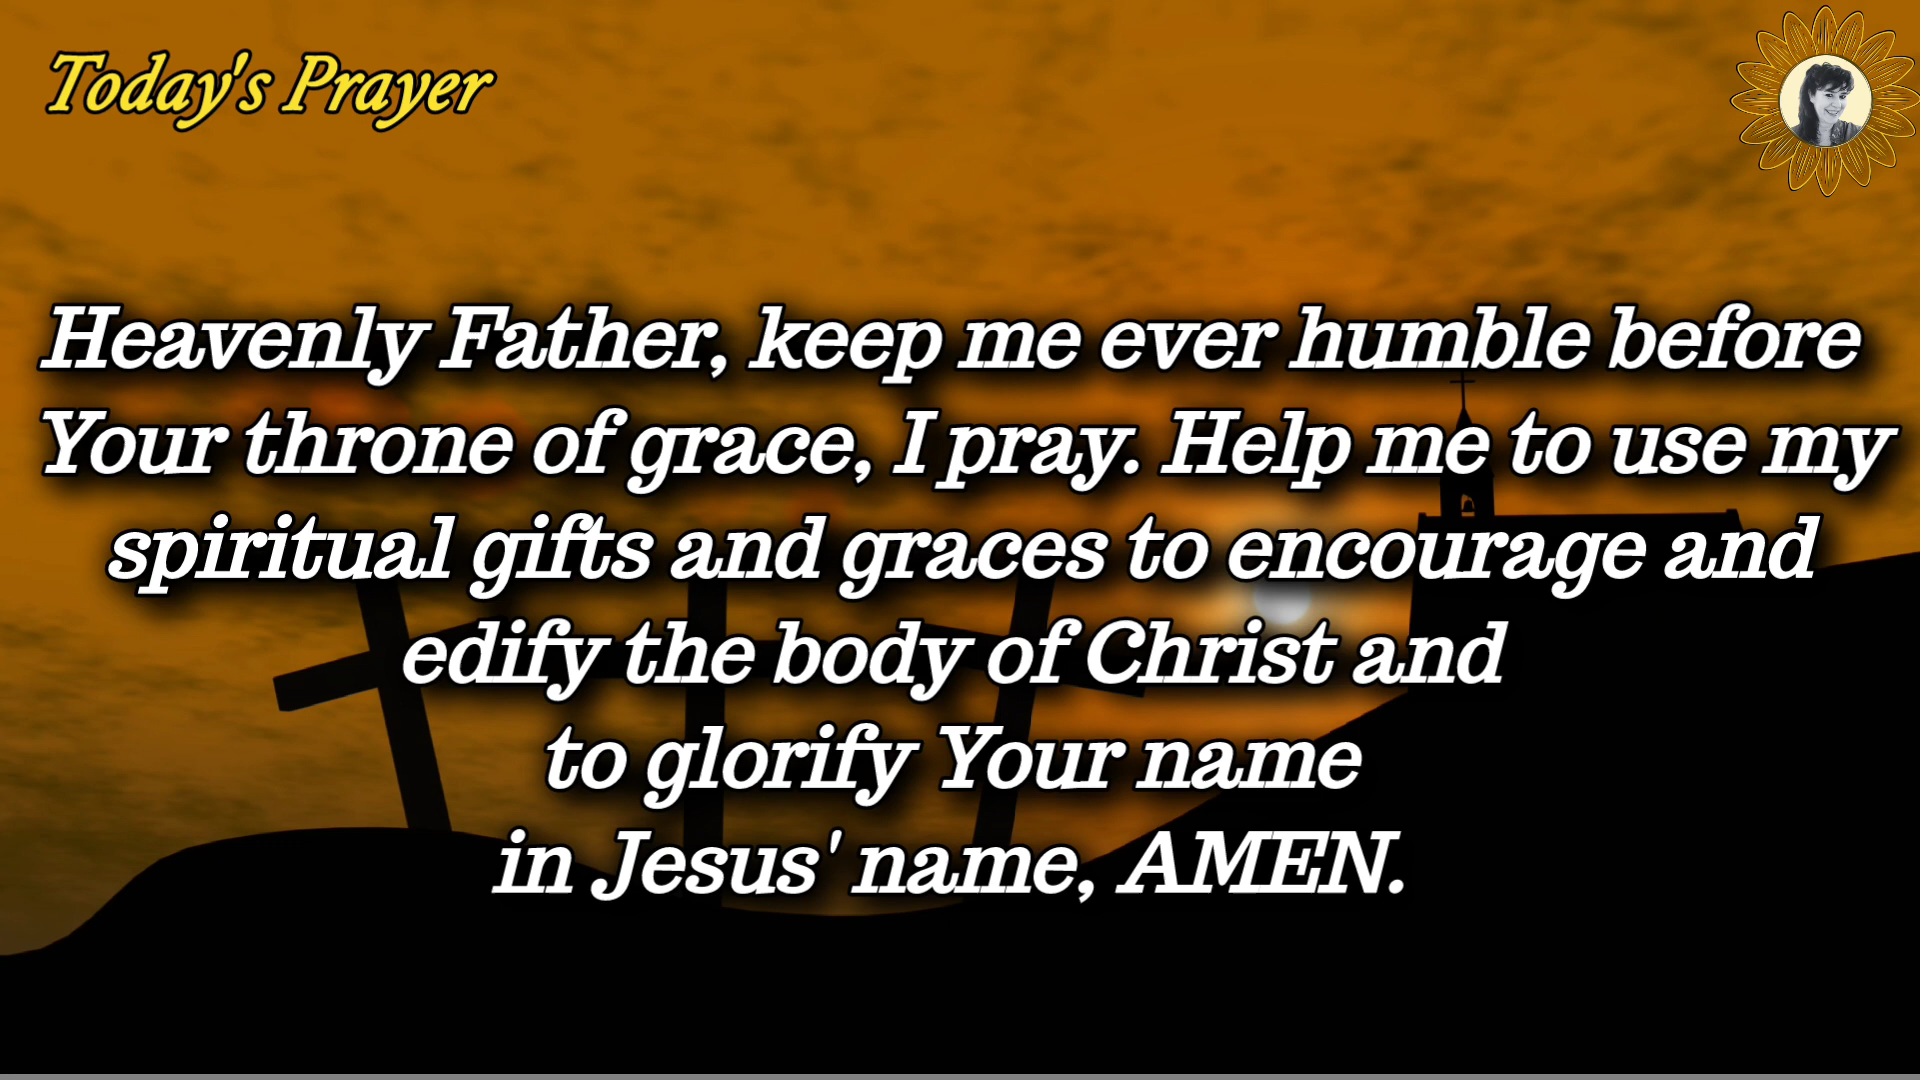 Today's Prayer
Heavenly Father, keep me ever humble before
Your throne of grace, I pray. Help me to use my
spiritual gifts and graces to encourage and
edify the body of Christ and
to glorify Your name
in Jesus' name, AMEN.